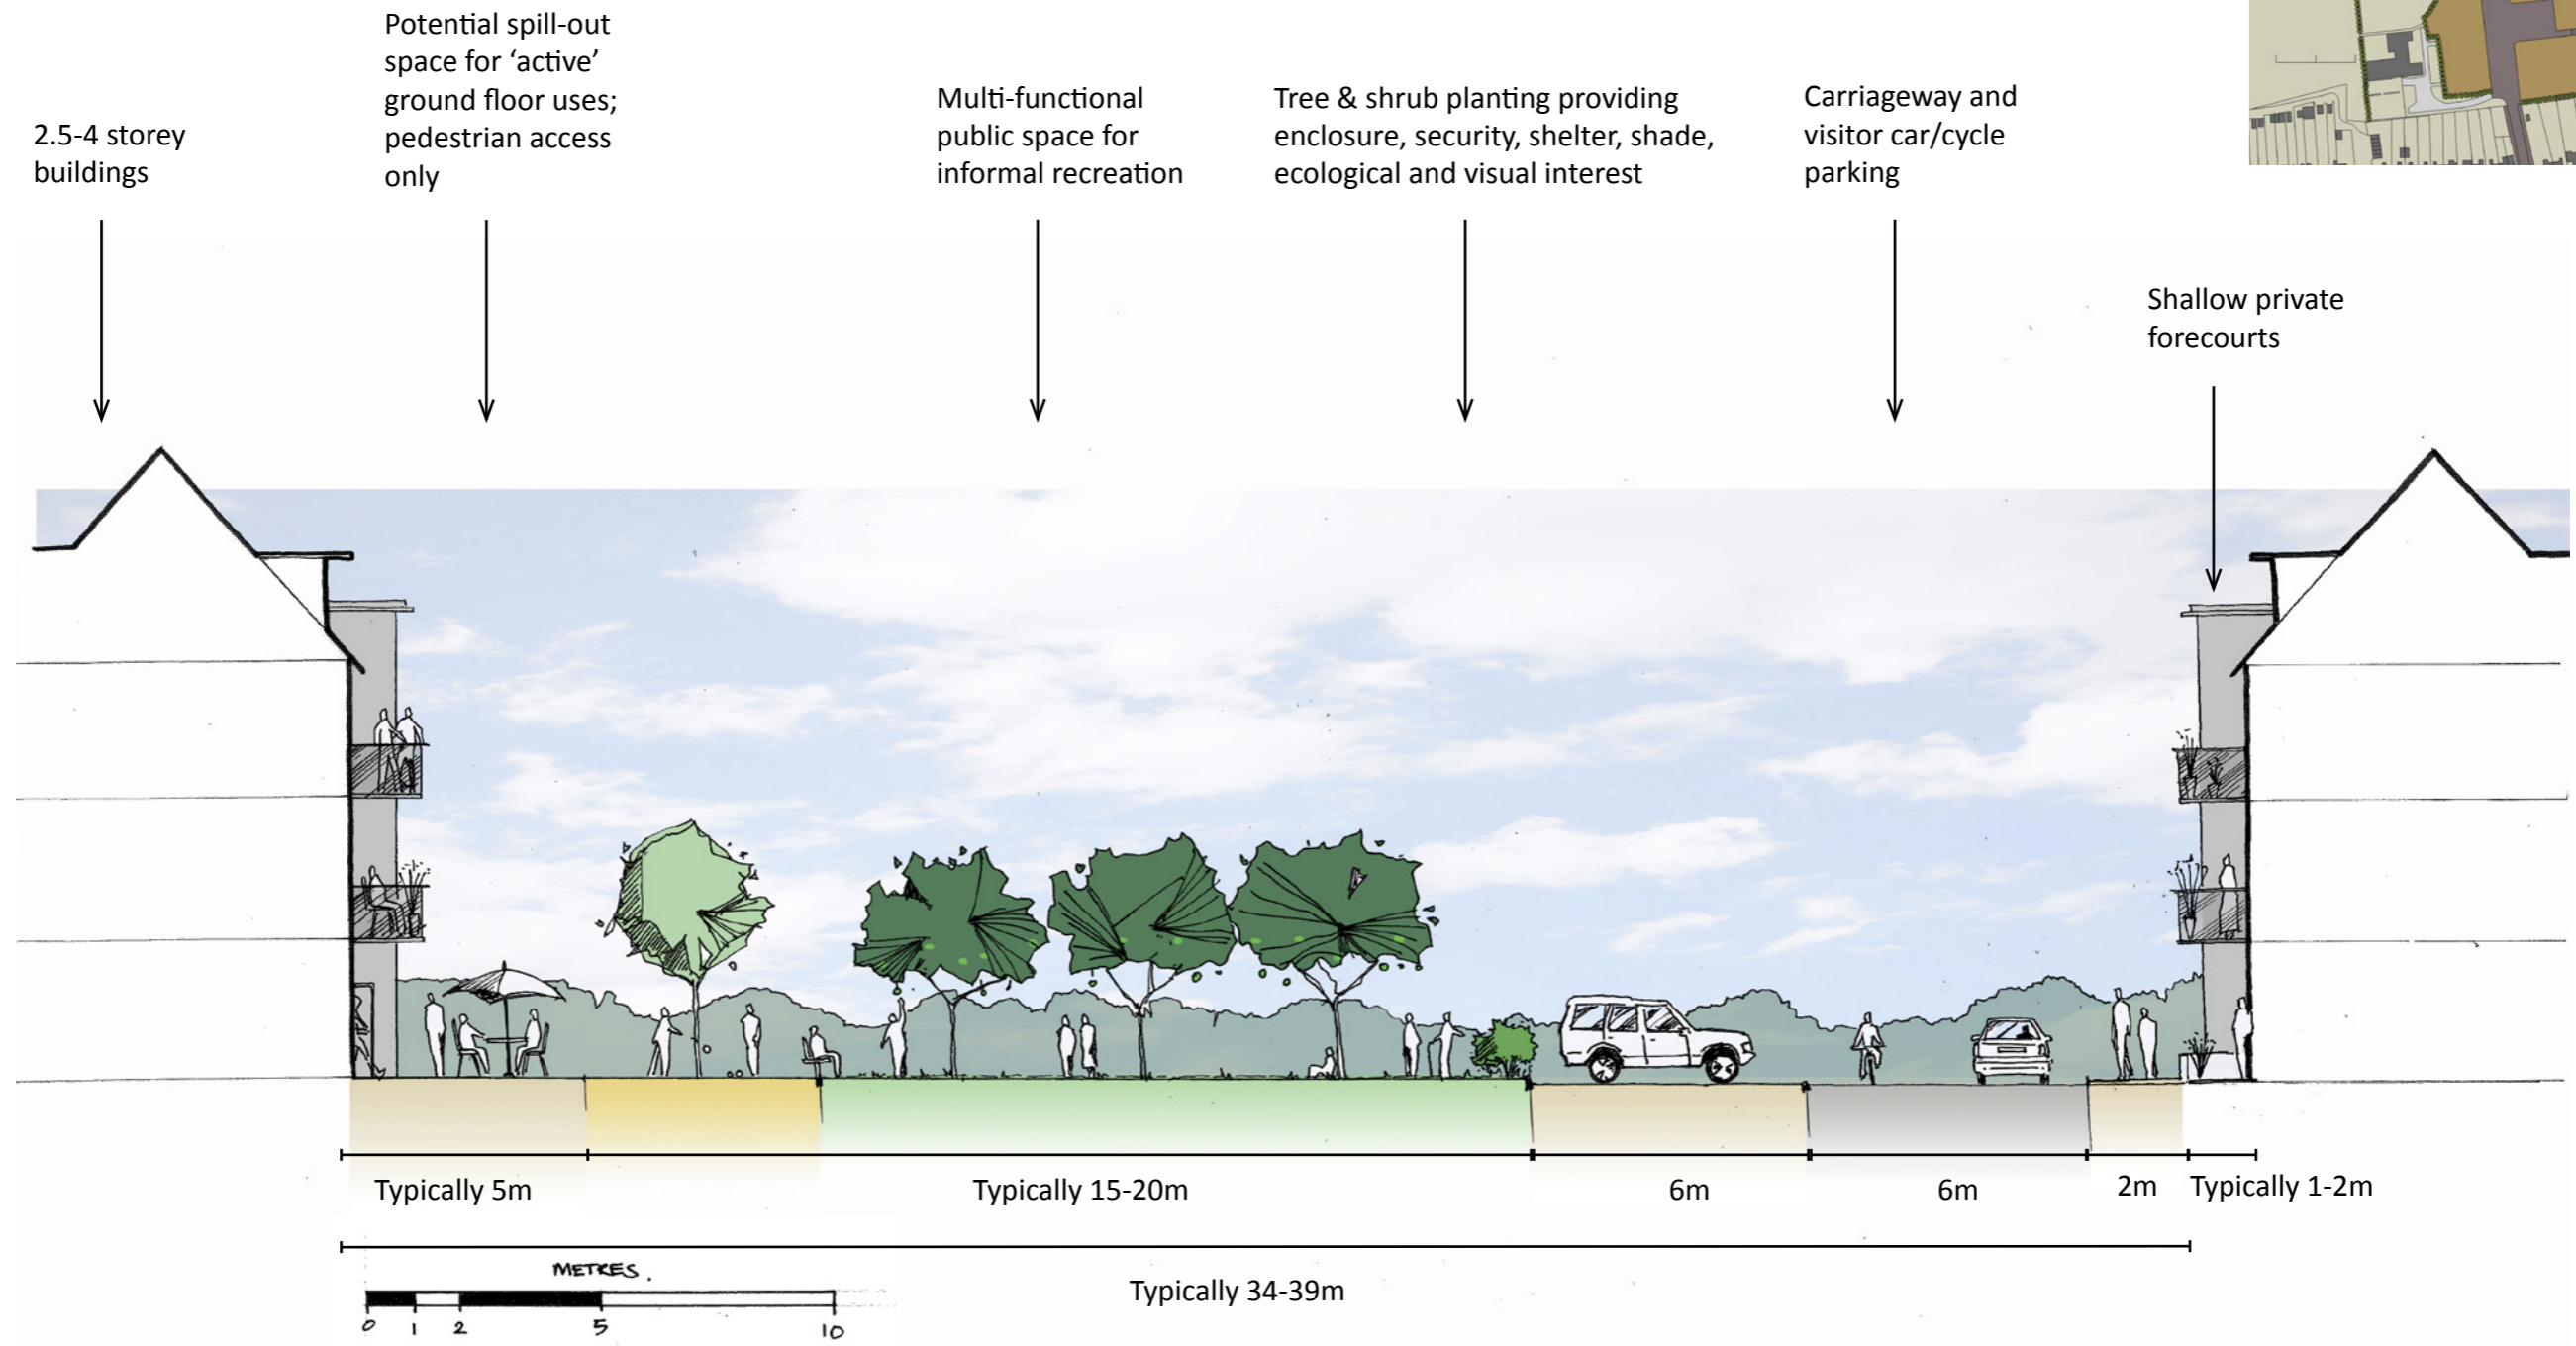 Potential spill-out
space for ‘active’
ground floor uses;
pedestrian access
only
2.5-4 storey
buildings
Multi-functional
public space for
informal recreation
Tree & shrub planting providing
enclosure, security, shelter, shade,
ecological and visual interest
Carriageway and
visitor car/cycle
parking
Shallow private
forecourts
Typically 5m
Typically 15-20m
6m
6m
2m
Typically 1-2m
Typically 34-39m
METRES.
0 1 2 5 10